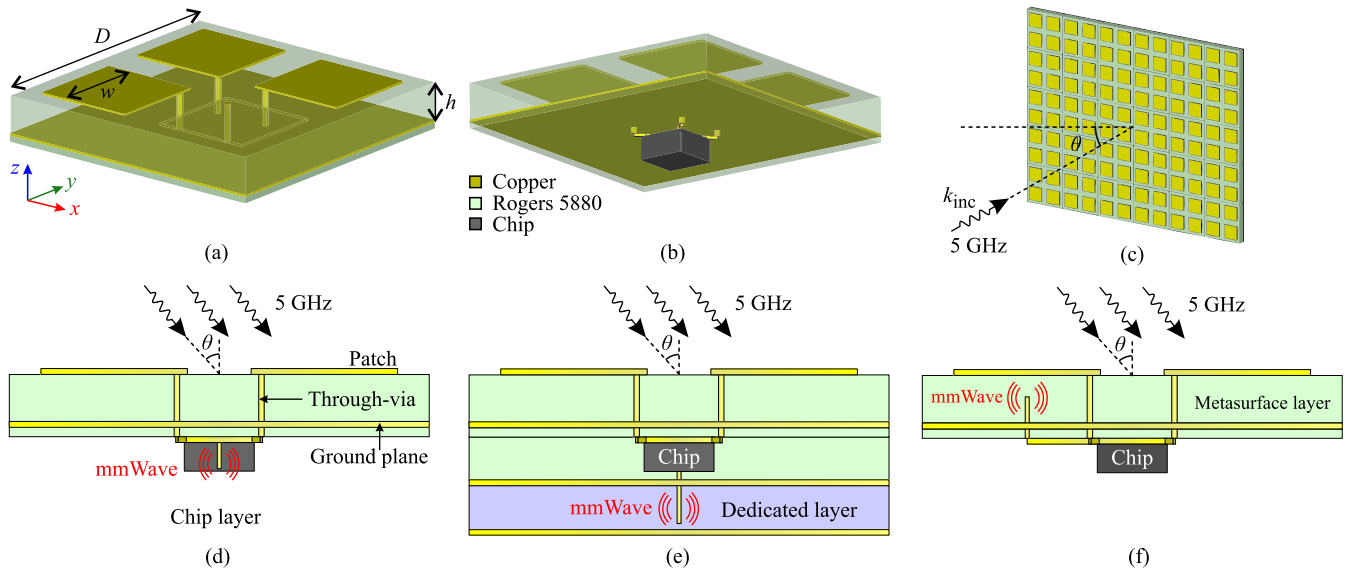 D
w
h
z
y
x
(a)
Copper
Rogers 5880
Chip
(b)
θ
kinc
5 GHz
(c)
5 GHz
θ
Patch
Through-via
Ground plane
mmWave
Chip layer
(d)
5 GHz
θ
Chip
mmWave
Dedicated layer
(e)
5 GHz
θ
mmWave
Metasurface layer
Chip
(f)